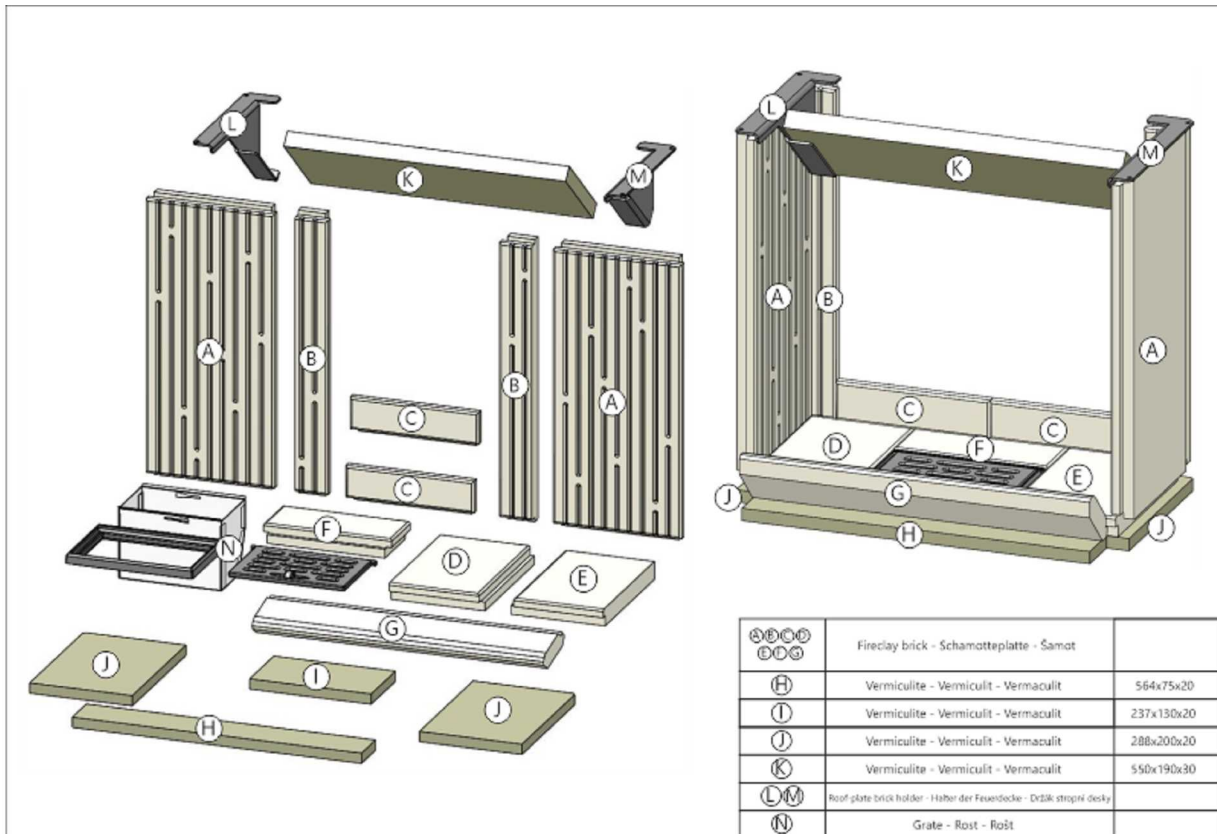 L
K
M
A
B
B
A
C
C
N
F
D
E
G
J
I
J
H
L
M
K
A
B
A
C
C
D
F
E
G
J
H
J
A B C D
E F G
Fireclay brick - Schamotteplatte - Šamot
H Vermiculite - Vermiculit - Vermaculit 564x75x20
I Vermiculite - Vermiculit - Vermaculit 237x130x20
J Vermiculite - Vermiculit - Vermaculit 288x200x20
K Vermiculite - Vermiculit - Vermaculit 550x190x30
L M Roof-plate brick holder - Halter der Feuerdecke - Držák stropní desky
N Grate - Rost - Rošt